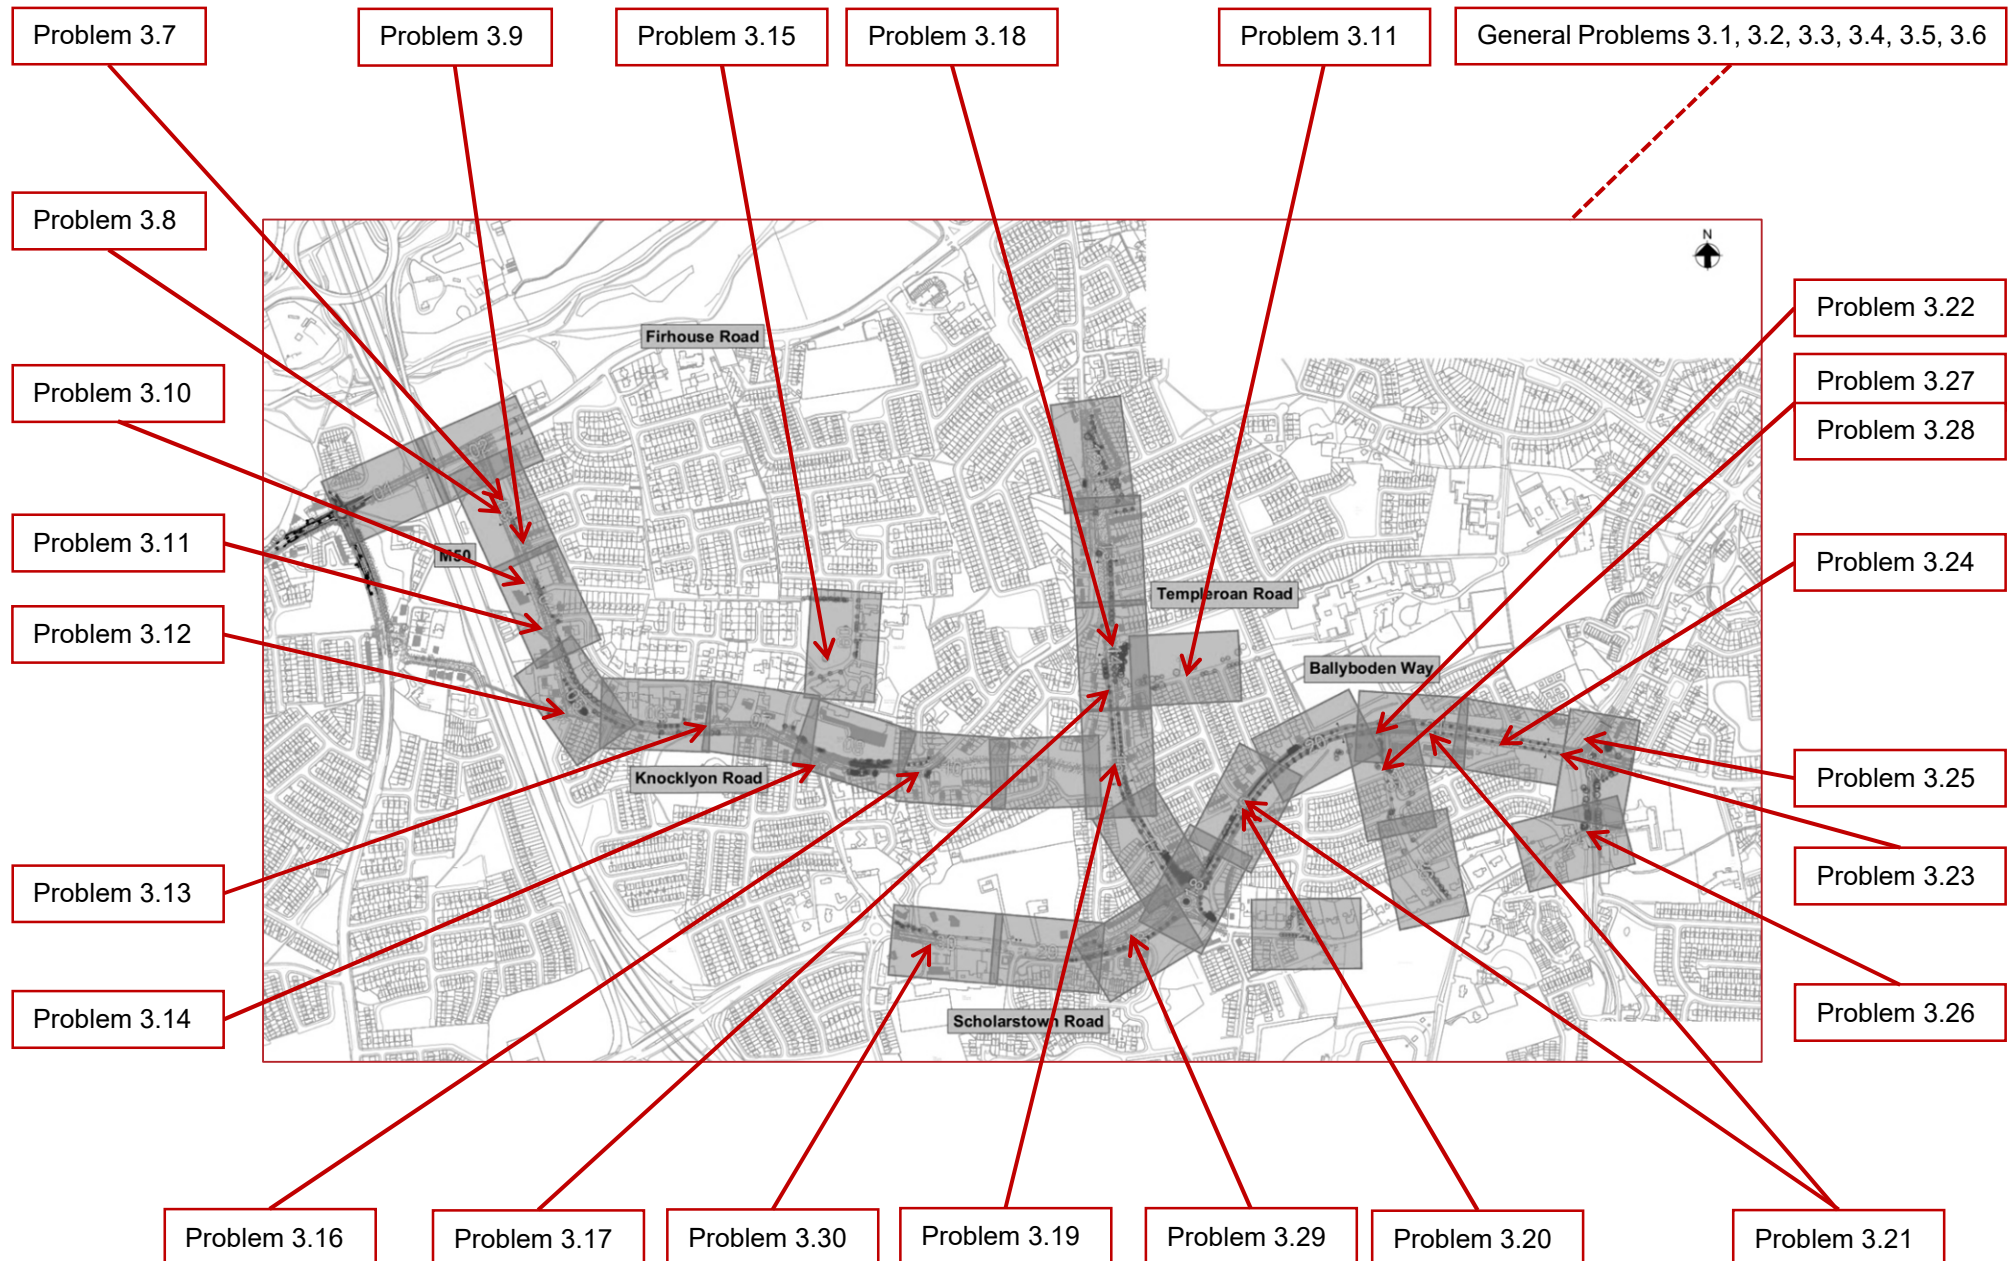 Problem 3.7
Problem 3.9
Problem 3.15
Problem 3.18
Problem 3.11
General Problems 3.1, 3.2, 3.3, 3.4, 3.5, 3.6
Problem 3.8
N
Problem 3.22
Firhouse Road
Problem 3.27
Problem 3.10
Problem 3.28
Problem 3.11
M50
Problem 3.24
Templeroan Road
Problem 3.12
Ballyboden Way
Knocklyon Road
Problem 3.25
Problem 3.13
Problem 3.23
Problem 3.14
Scholarstown Road
Problem 3.26
Problem 3.16
Problem 3.17
Problem 3.30
Problem 3.19
Problem 3.29
Problem 3.20
Problem 3.21